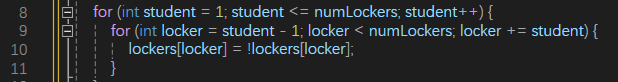 8 for (int student = 1; student <= numLockers; student++) {
9 for (int locker = student - 1; locker < numLockers; locker += student) {
10 lockers[locker] = !lockers[locker];
11 }